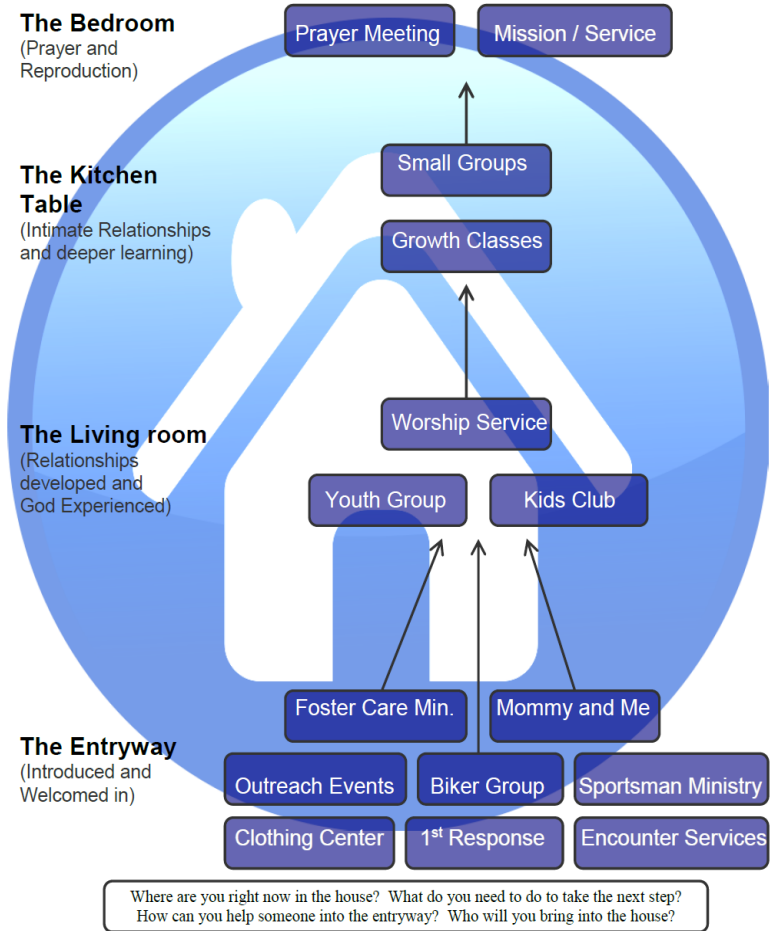 The Bedroom
(Prayer and
Reproduction)
Prayer Meeting
Mission / Service
The Kitchen
Table
(Intimate Relationships
and deeper learning)
Small Groups
Growth Classes
The Living room
(Relationships
developed and
God Experienced)
Worship Service
Youth Group
Kids Club
The Entryway
(Introduced and
Welcomed in)
Foster Care Min.
Mommy and Me
Outreach Events
Biker Group
Sportsman Ministry
Clothing Center
1st Response
Encounter Services
Where are you right now in the house? What do you need to do to take the next step?
How can you help someone into the entryway? Who will you bring into the house?